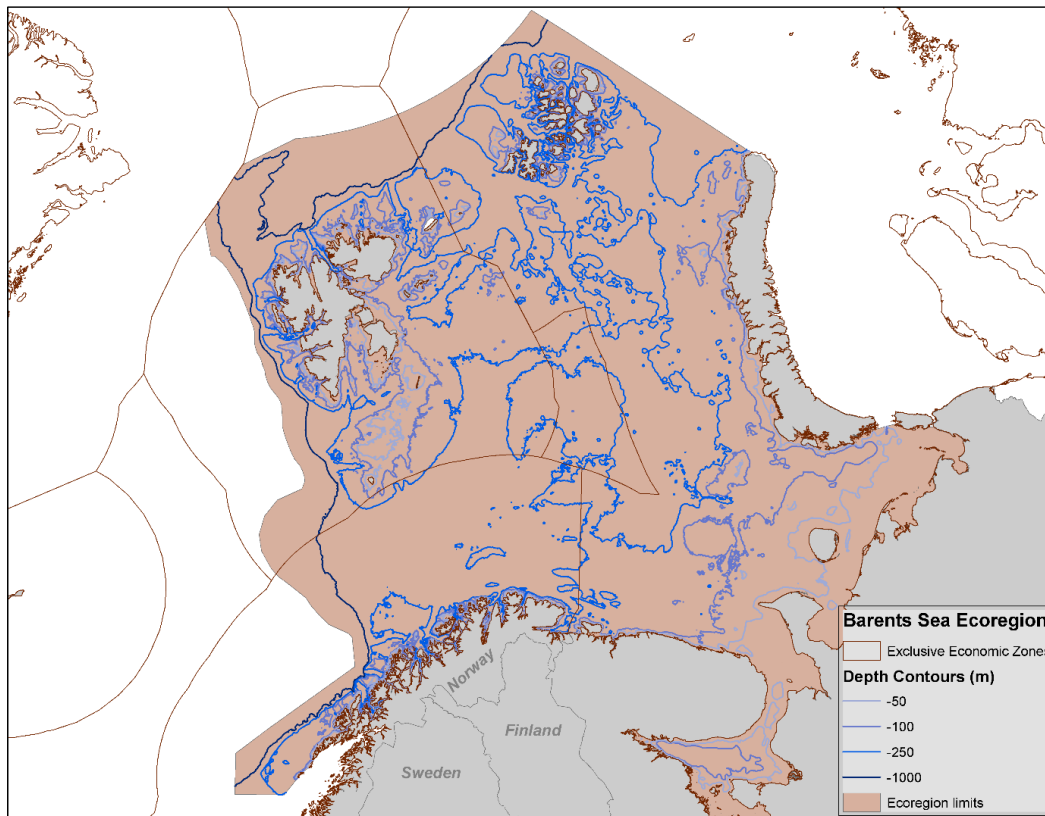 Norway
Finland
Sweden
Barents Sea Ecoregion
Exclusive Economic Zones
Depth Contours (m)
-50
-100
-250
-1000
Ecoregion limits